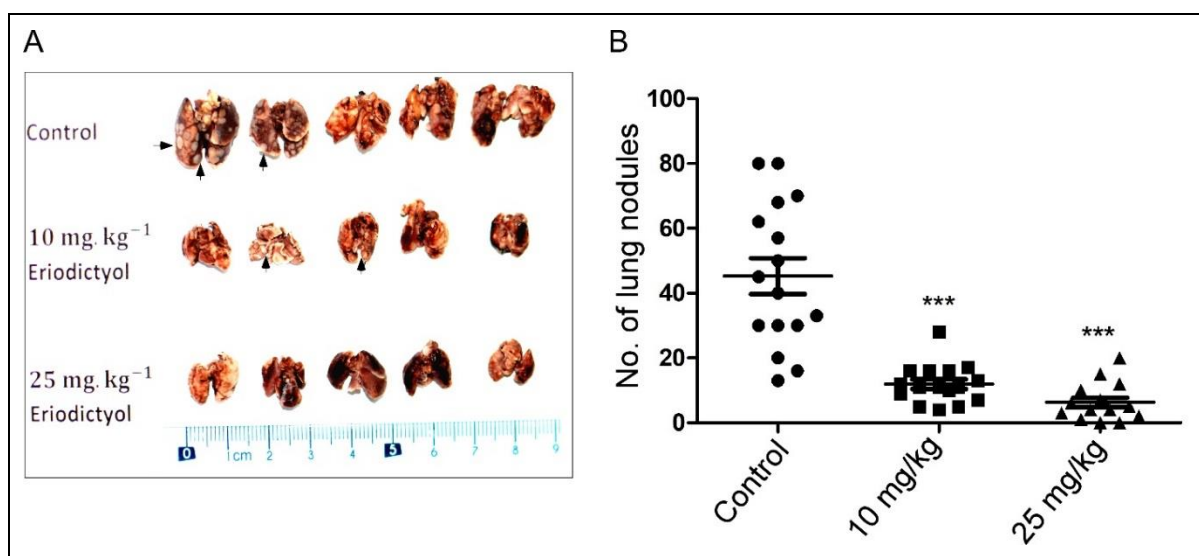 A
Control
10 mg. kg⁻¹
Eriodictyol
25 mg. kg⁻¹
Eriodictyol
0 1cm 2 3 4 5 6 7 8 9
B
No. of lung nodules
100
80
60
40
20
0
***
***
Control
10 mg/kg
25 mg/kg